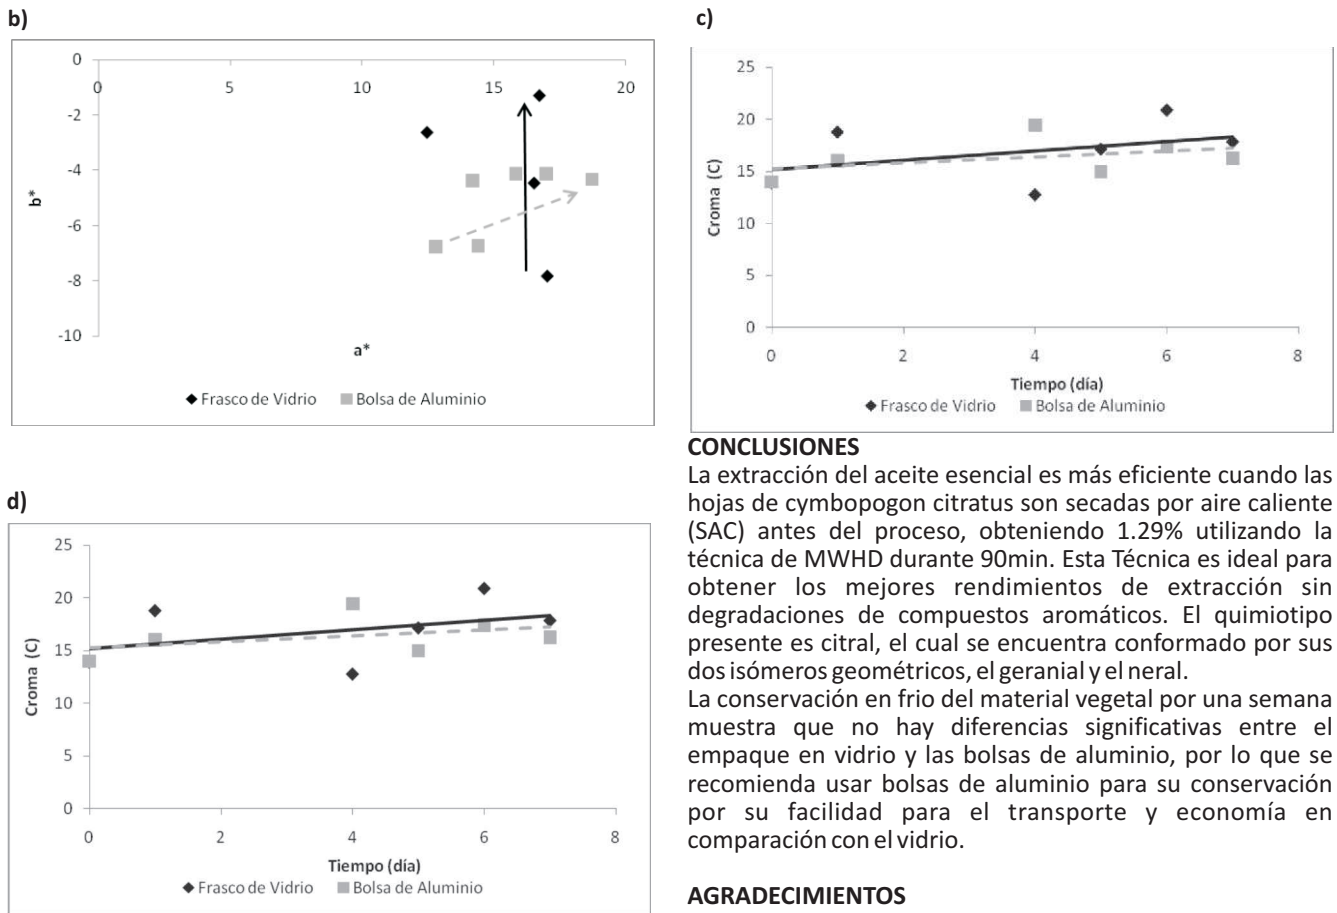 b)
0
0 5 10 15 20
-2
-4
b*
-6
-8
-10
a*
Frasco de Vidrio Bolsa de Aluminio
d)
25
20
15
Croma (C)
10
5
0
0 2 4 6 8
Tiempo (día)
Frasco de Vidrio Bolsa de Aluminio
c)
25
20
15
Croma (C)
10
5
0
0 2 4 6 8
Tiempo (día)
Frasco de Vidrio Bolsa de Aluminio
CONCLUSIONES
La extracción del aceite esencial es más eficiente cuando las
hojas de cymbopogon citratus son secadas por aire caliente
(SAC) antes del proceso, obteniendo 1.29% utilizando la
técnica de MWHD durante 90min. Esta Técnica es ideal para
obtener los mejores rendimientos de extracción sin
degradaciones de compuestos aromáticos. El quimiotipo
presente es citral, el cual se encuentra conformado por sus
dos isómeros geométricos, el geranial y el neral.
La conservación en frio del material vegetal por una semana
muestra que no hay diferencias significativas entre el
empaque en vidrio y las bolsas de aluminio, por lo que se
recomienda usar bolsas de aluminio para su conservación
por su facilidad para el transporte y economía en
comparación con el vidrio.
AGRADECIMIENTOS